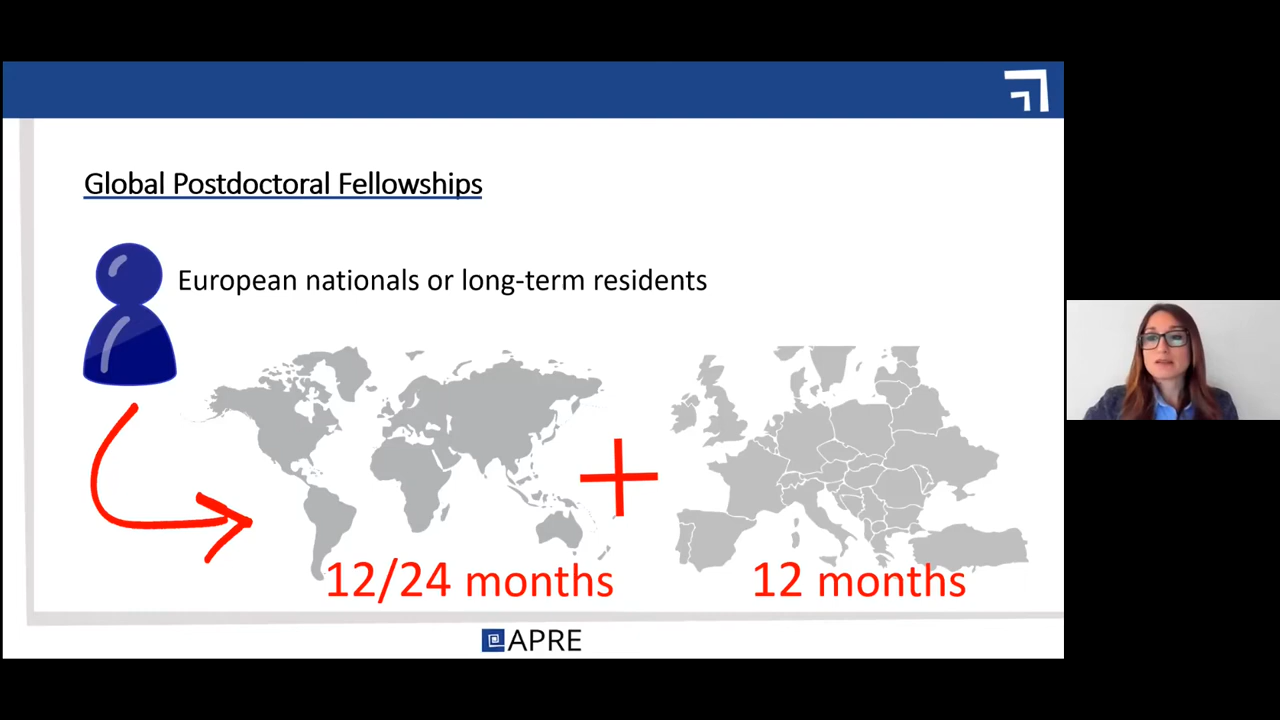 Global Postdoctoral Fellowships
European nationals or long-term residents
12/24 months
12 months
APRE